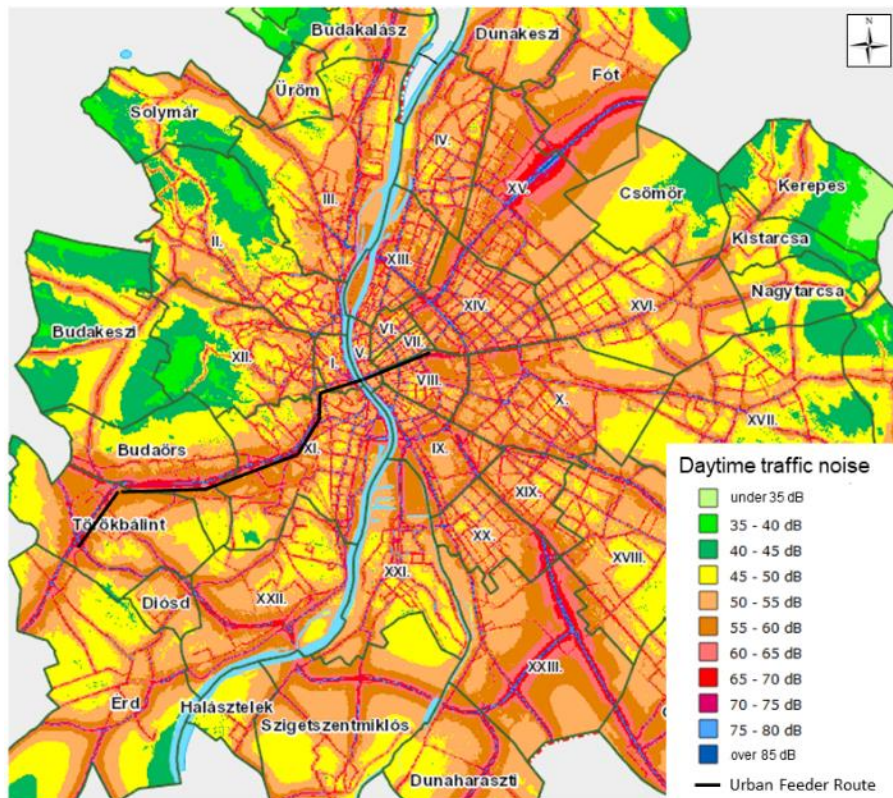 Budakalász
Dunakeszi
N
Üröm
Fót
Solymár
IV.
XV.
Csömör
Kerepes
III.
Kistarcsa
II.
XIII.
Nagytarcsa
XIV.
XVI.
Budakeszi
VI.
VII.
XII.
I.
V.
VIII.
X.
XVII.
Budaörs
XI.
IX.
Daytime traffic noise
XIX.
under 35 dB
Törökbálint
35 - 40 dB
XX.
40 - 45 dB
XVIII.
45 - 50 dB
XXI.
Diósd
XXII.
50 - 55 dB
55 - 60 dB
60 - 65 dB
XXIII.
65 - 70 dB
Érd
Halásztelek
70 - 75 dB
Szigetszentmiklós
75 - 80 dB
over 85 dB
Dunaharaszti
Urban Feeder Route